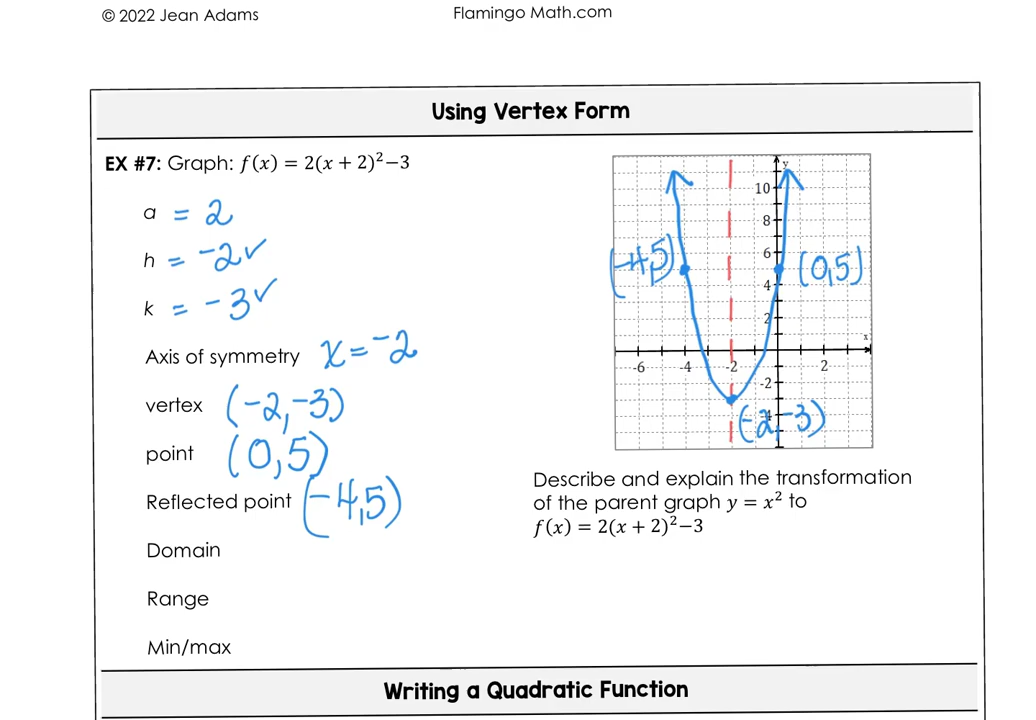 © 2022 Jean Adams
Flamingo Math.com
Using Vertex Form
EX #7: Graph: f(x) = 2(x + 2)²−3
a = 2
h = -2✓
k = -3✓
Axis of symmetry x = -2
vertex (-2,-3)
point (0,5)
Reflected point (-4,5)
Domain
Range
Min/max
y
10
8
6
(-4,5)
(0,5)
4
2
x
-6 -4 -2 2
-2
(-2,-3)
Describe and explain the transformation
of the parent graph y = x² to
f(x) = 2(x + 2)²−3
Writing a Quadratic Function